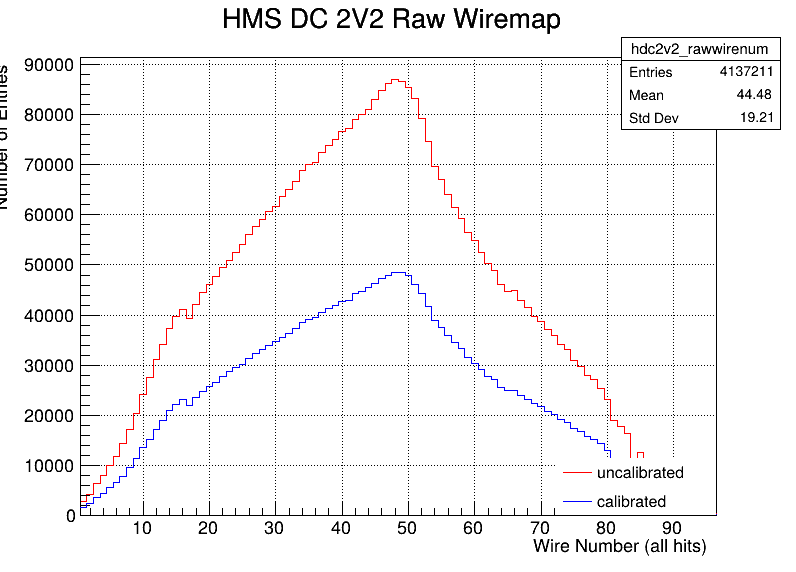 HMS DC 2V2 Raw Wiremap
hdc2v2_rawwirenum
Entries 4137211
Mean 44.48
Std Dev 19.21
Number of Entries
90000
80000
70000
60000
50000
40000
30000
20000
10000
0
uncalibrated
calibrated
10 20 30 40 50 60 70 80 90
Wire Number (all hits)